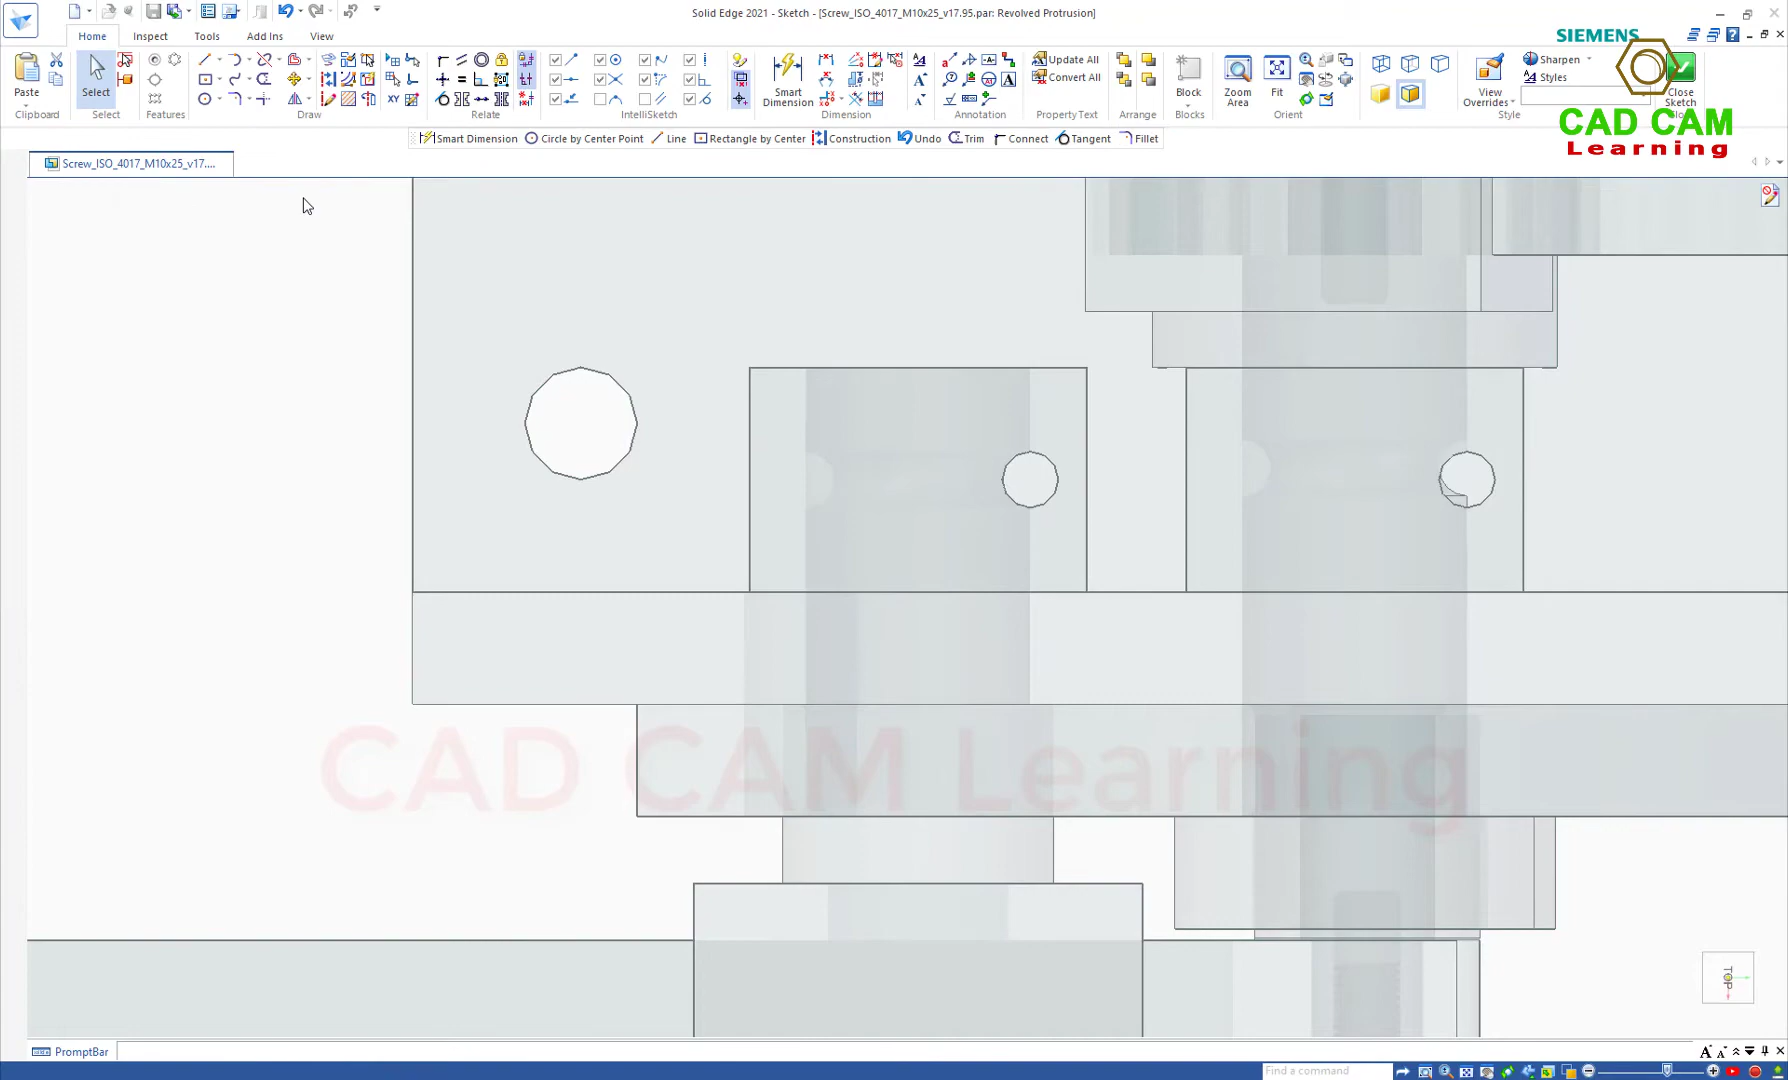 Solid Edge 2021 - Sketch - [Screw_ISO_4017_M10x25_v17.95.par: Revolved Protrusion]
Home Inspect Tools Add Ins View
SIEMENS
Paste Select Smart Dimension Update All Convert All Block Zoom Area Fit View Overrides Sharpen Styles Close Sketch
Clipboard Select Features Draw Relate IntelliSketch Dimension Annotation PropertyText Arrange Blocks Orient Style
CAD CAM
Learning
Smart Dimension Circle by Center Point Line Rectangle by Center Construction Undo Trim Connect Tangent Fillet
Screw_ISO_4017_M10x25_v17....
CAD CAM Learning
TOP
PromptBar
Find a command